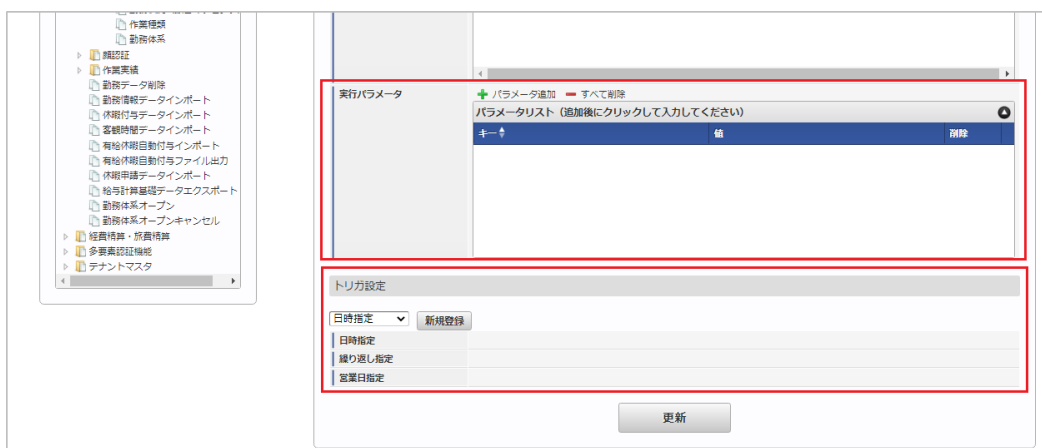 作業種類
勤務体系
顔認証
作業実績
勤務データ削除
勤務情報データインポート
休暇付与データインポート
客観時間データインポート
有給休暇自動付与インポート
有給休暇自動付与ファイル出力
休暇申請データインポート
給与計算基礎データエクスポート
勤務体系オープン
勤務体系オープンキャンセル
経費精算・旅費精算
多要素認証機能
テナントマスタ
実行パラメータ
パラメータ追加 すべて削除
パラメータリスト（追加後にクリックして入力してください）
キー 値 削除
トリガ設定
日時指定 新規登録
日時指定
繰り返し指定
営業日指定
更新